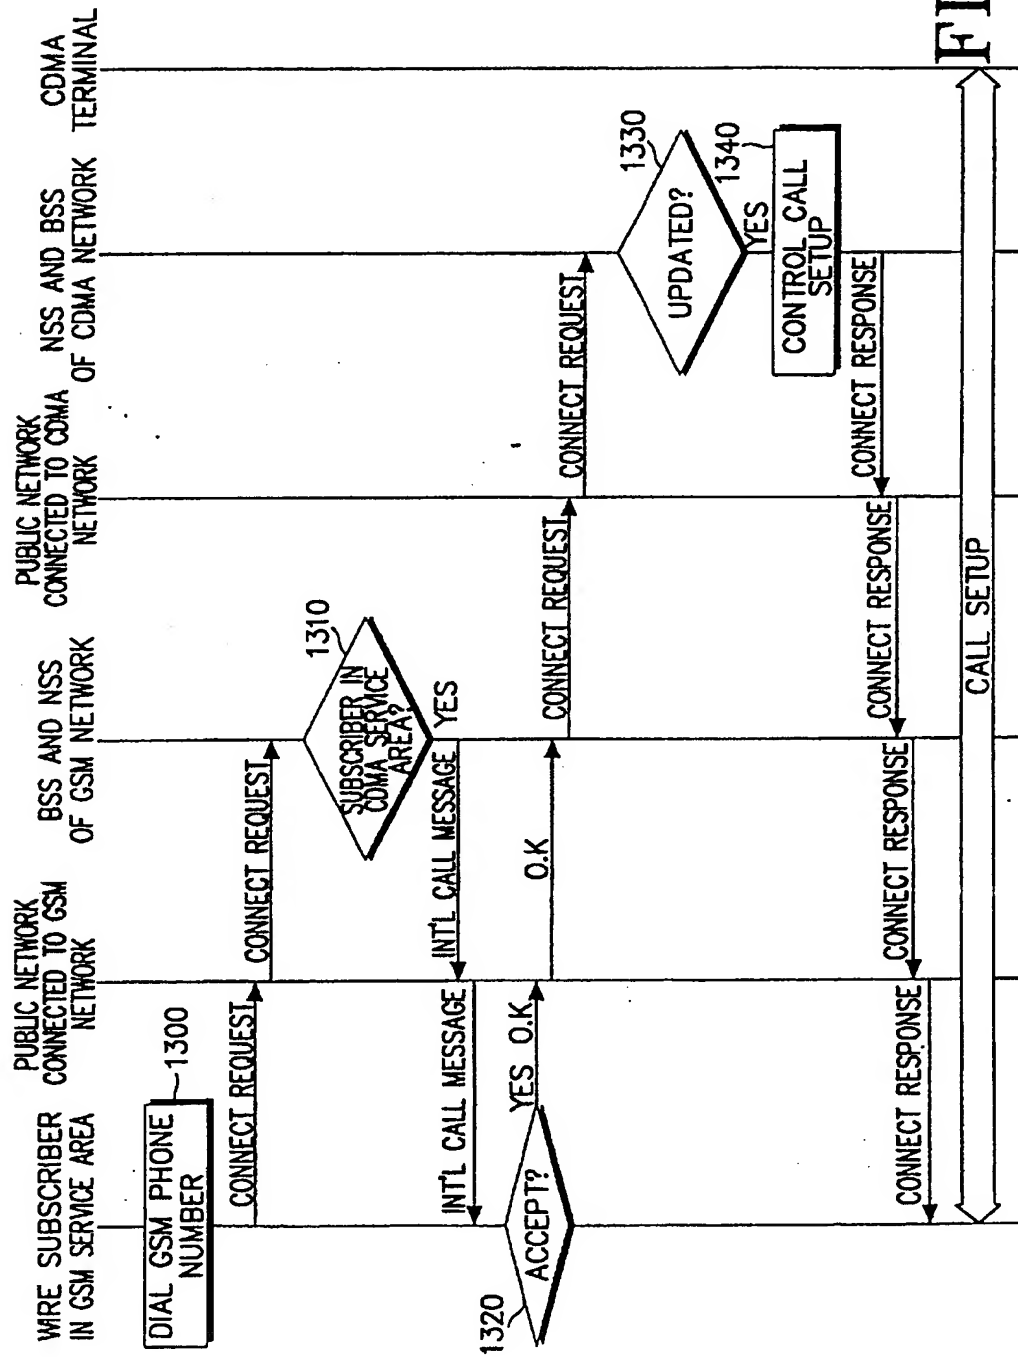 WIRE SUBSCRIBER
IN GSM SERVICE AREA
PUBLIC NETWORK
CONNECTED TO GSM
NETWORK
BSS AND NSS
OF GSM NETWORK
PUBLIC NETWORK
CONNECTED TO CDMA
NETWORK
NSS AND BSS
OF CDMA NETWORK
CDMA
TERMINAL
DIAL GSM PHONE
NUMBER
1300
CONNECT REQUEST
CONNECT REQUEST
1310
SUBSCRIBER IN
CDMA SERVICE
AREA?
YES
INT'L CALL MESSAGE
INT'L CALL MESSAGE
1320
ACCEPT?
YES O.K
O.K
CONNECT REQUEST
CONNECT REQUEST
1330
UPDATED?
YES
1340
CONTROL CALL
SETUP
CONNECT RESPONSE
CONNECT RESPONSE
CONNECT RESPONSE
CONNECT RESPONSE
CALL SETUP